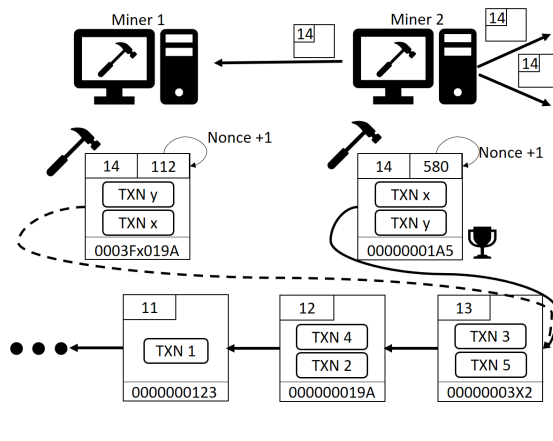 Miner 1
Miner 2
14
14
14
14 112
Nonce +1
TXN y
TXN x
0003Fx019A
14 580
Nonce +1
TXN x
TXN y
00000001A5
11
TXN 1
0000000123
12
TXN 4
TXN 2
000000019A
13
TXN 3
TXN 5
00000003X2